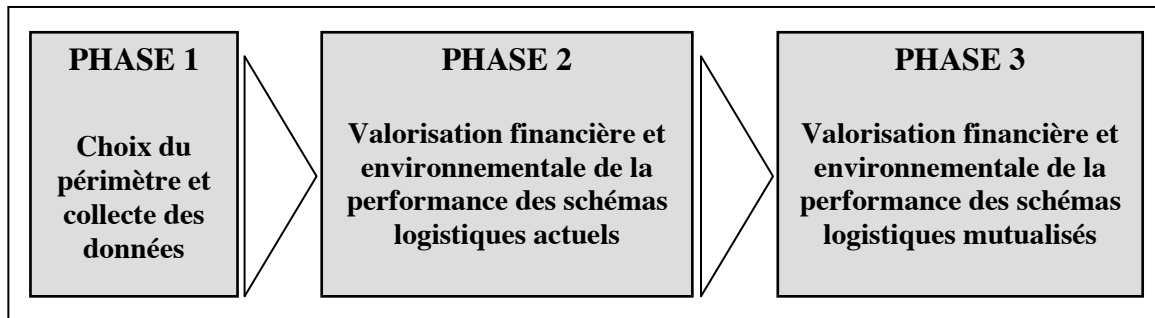 PHASE 1
Choix du
périmètre et
collecte des
données
PHASE 2
Valorisation financière et
environnementale de la
performance des schémas
logistiques actuels
PHASE 3
Valorisation financière et
environnementale de la
performance des schémas
logistiques mutualisés